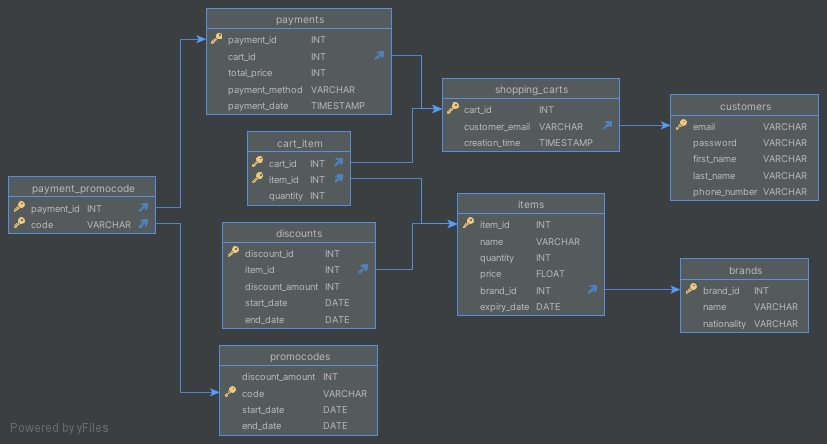 payments
payment_id INT
cart_id INT
total_price INT
payment_method VARCHAR
payment_date TIMESTAMP
shopping_carts
cart_id INT
customer_email VARCHAR
creation_time TIMESTAMP
customers
email VARCHAR
password VARCHAR
first_name VARCHAR
last_name VARCHAR
phone_number VARCHAR
cart_item
cart_id INT
item_id INT
quantity INT
payment_promocode
payment_id INT
code VARCHAR
items
item_id INT
name VARCHAR
quantity INT
price FLOAT
brand_id INT
expiry_date DATE
discounts
discount_id INT
item_id INT
discount_amount INT
start_date DATE
end_date DATE
brands
brand_id INT
name VARCHAR
nationality VARCHAR
promocodes
discount_amount INT
code VARCHAR
start_date DATE
end_date DATE
Powered by yFiles